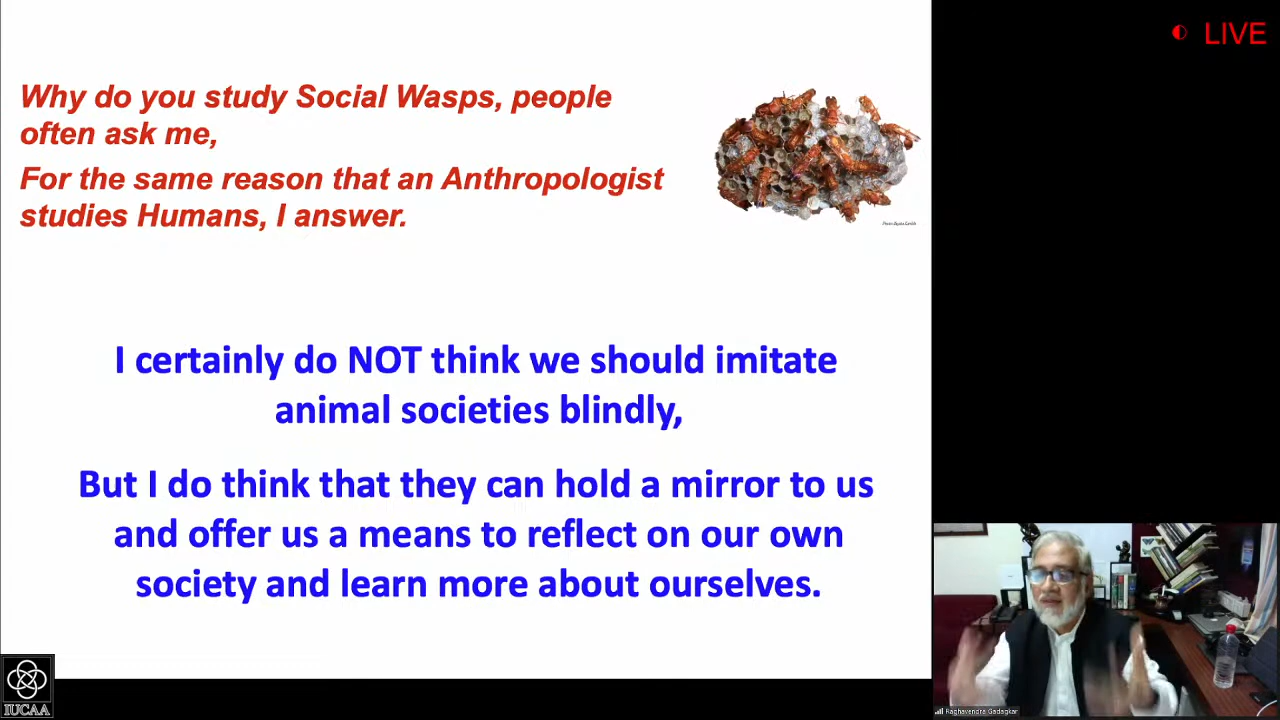 LIVE
Why do you study Social Wasps, people
often ask me,
For the same reason that an Anthropologist
studies Humans, I answer.
I certainly do NOT think we should imitate
animal societies blindly,
But I do think that they can hold a mirror to us
and offer us a means to reflect on our own
society and learn more about ourselves.
IUCAA
Raghavendra Gadagkar